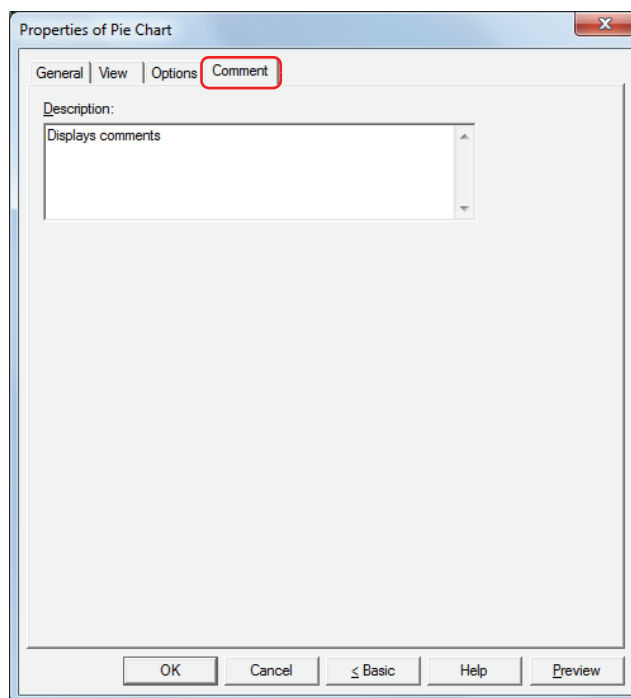 Properties of Pie Chart
General View Options Comment
Description:
Displays comments
OK Cancel < Basic Help Preview